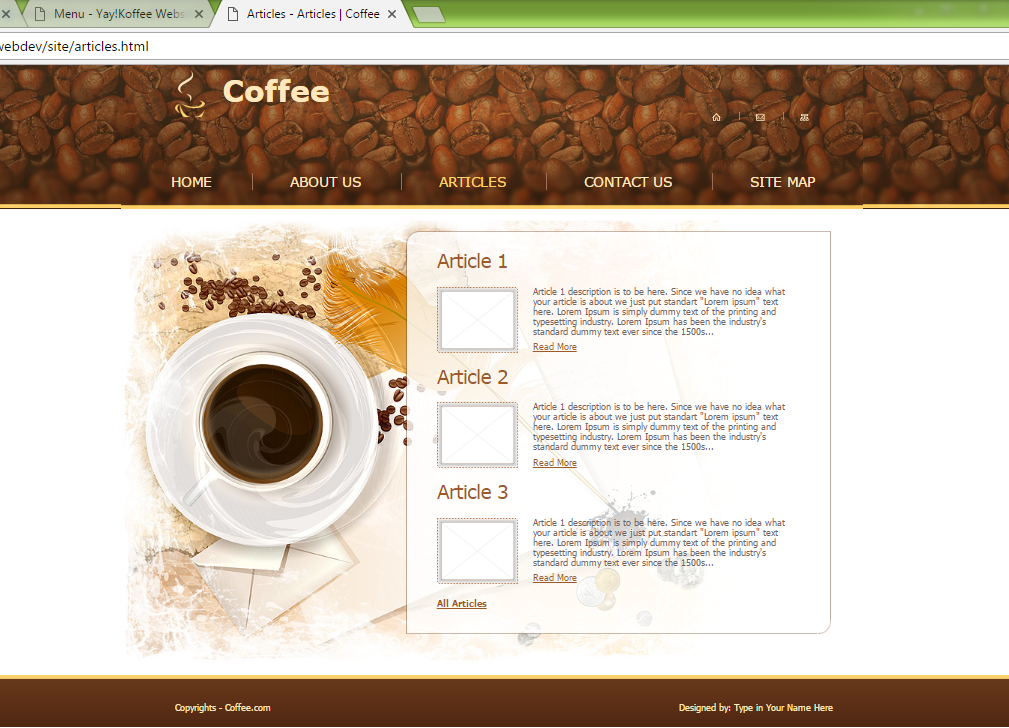 Menu - Yay!Koffee Webs
Articles - Articles | Coffee
webdev/site/articles.html
Coffee
HOME
ABOUT US
ARTICLES
CONTACT US
SITE MAP
Article 1
Article 1 description is to be here. Since we have no idea what
your article is about we just put standart "Lorem ipsum" text
here. Lorem Ipsum is simply dummy text of the printing and
typesetting industry. Lorem Ipsum has been the industry's
standard dummy text ever since the 1500s...
Read More
Article 2
Article 1 description is to be here. Since we have no idea what
your article is about we just put standart "Lorem ipsum" text
here. Lorem Ipsum is simply dummy text of the printing and
typesetting industry. Lorem Ipsum has been the industry's
standard dummy text ever since the 1500s...
Read More
Article 3
Article 1 description is to be here. Since we have no idea what
your article is about we just put standart "Lorem ipsum" text
here. Lorem Ipsum is simply dummy text of the printing and
typesetting industry. Lorem Ipsum has been the industry's
standard dummy text ever since the 1500s...
Read More
All Articles
Copyrights - Coffee.com
Designed by: Type in Your Name Here